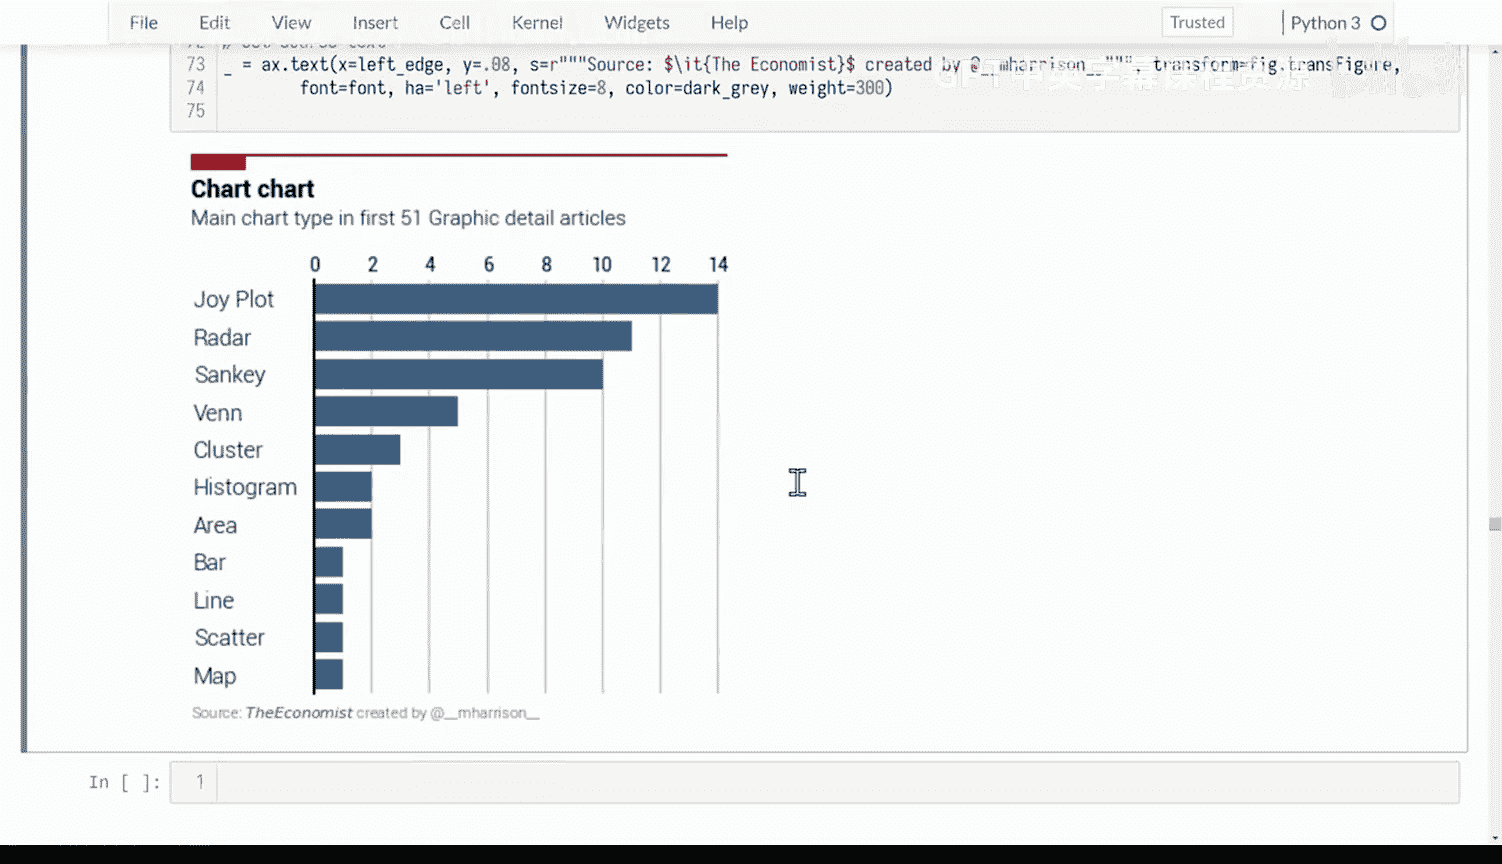 File Edit View Insert Cell Kernel Widgets Help Trusted Python 3
73 _ = ax.text(x=left_edge, y=.08, s=r"""Source: $\it{The Economist}$ created by @__mharrison__""", transform=fig.transFigure,
74 font=font, ha='left', fontsize=8, color=dark_grey, weight=300)
75
Chart chart
Main chart type in first 51 Graphic detail articles
0 2 4 6 8 10 12 14
Joy Plot
Radar
Sankey
Venn
Cluster
Histogram
Area
Bar
Line
Scatter
Map
Source: TheEconomist created by @__mharrison__
In [ ]: 1